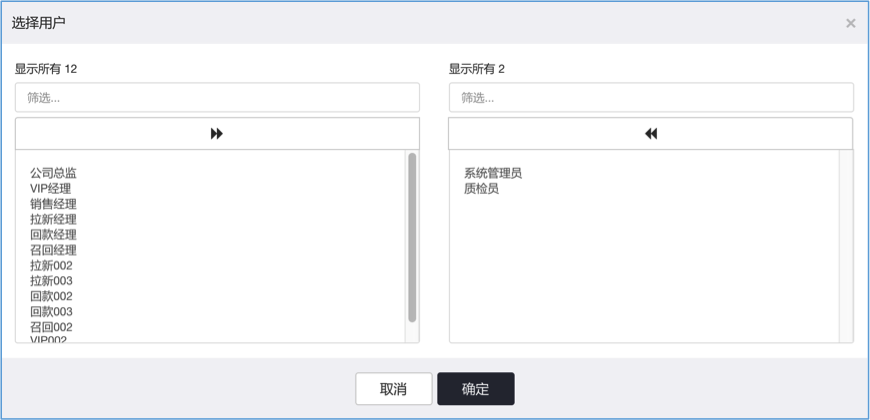 选择用户
显示所有 12
筛选...
公司总监
VIP经理
销售经理
拉新经理
回款经理
召回经理
拉新002
拉新003
回款002
回款003
召回002
VIP002
显示所有 2
筛选...
系统管理员
质检员
取消
确定